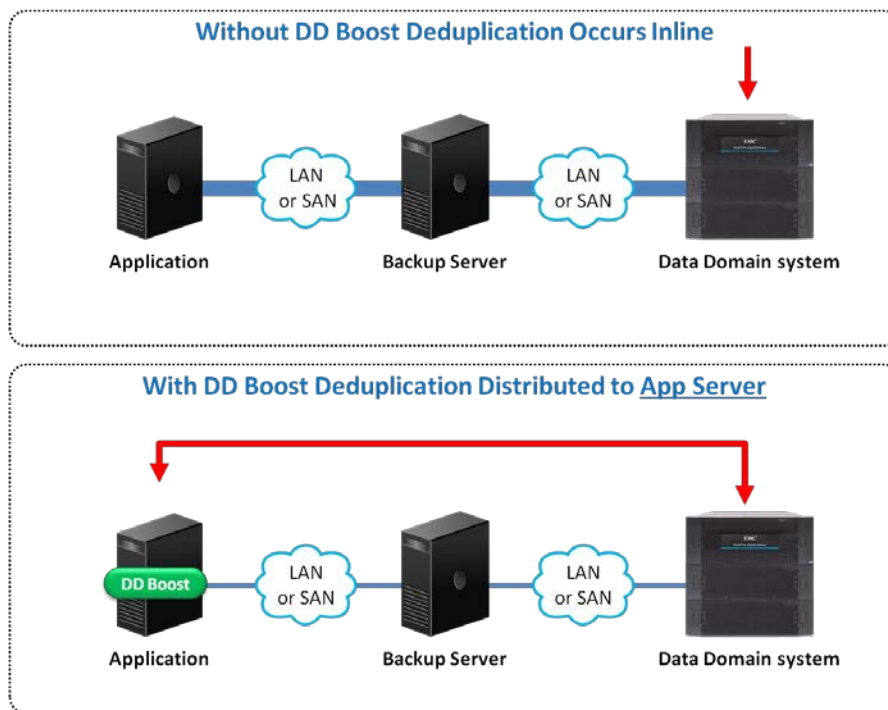 Without DD Boost Deduplication Occurs Inline
LAN
or SAN
LAN
or SAN
EMC²
Application
Backup Server
Data Domain system
With DD Boost Deduplication Distributed to App Server
DD Boost
LAN
or SAN
LAN
or SAN
EMC²
Application
Backup Server
Data Domain system